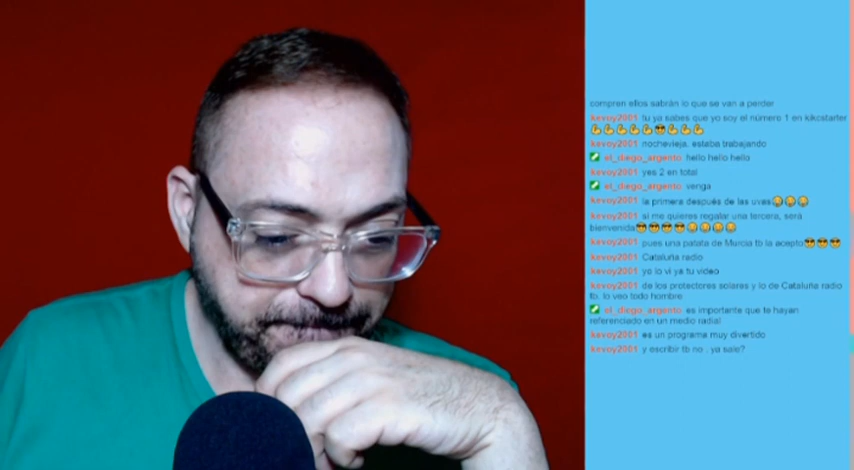 compren ellos sabrán lo que se van a perder
kevoy2001 tu ya sabes que yo soy el número 1 en kikcstarter
💪💪💪💪💪😎💪💪💪
kevoy2001 nochevieja. estaba trabajando
el_diego_argento hello hello hello
kevoy2001 yes 2 en total
el_diego_argento venga
kevoy2001 la primera después de las uvas😋😋😋
kevoy2001 si me quieres regalar una tercera, será
bienvenida😎😎😎😎😋😋😋😋
kevoy2001 pues una patata de Murcia tb la acepto😎😎😎
kevoy2001 Cataluña radio
kevoy2001 yo lo vi ya tu video
kevoy2001 de los protectores solares y lo de Cataluña radio
tb. lo veo todo hombre
el_diego_argento es importante que te hayan
referenciado en un medio radial
kevoy2001 es un programa muy divertido
kevoy2001 y escribir tb no . ya sale?